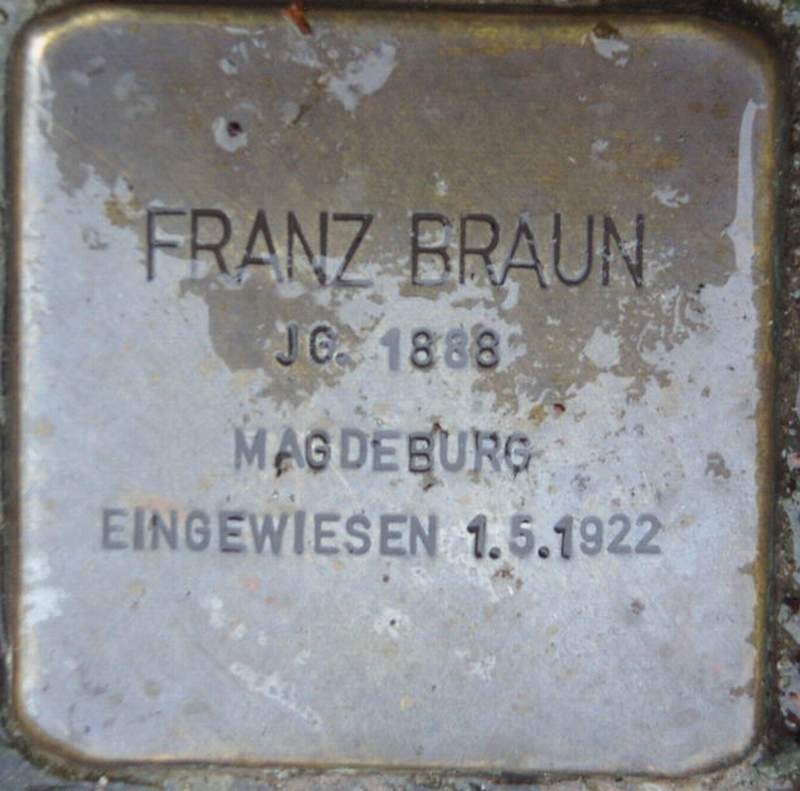 FRANZ BRAUN
JG. 1888
MAGDEBURG
EINGEWIESEN 1.5.1922